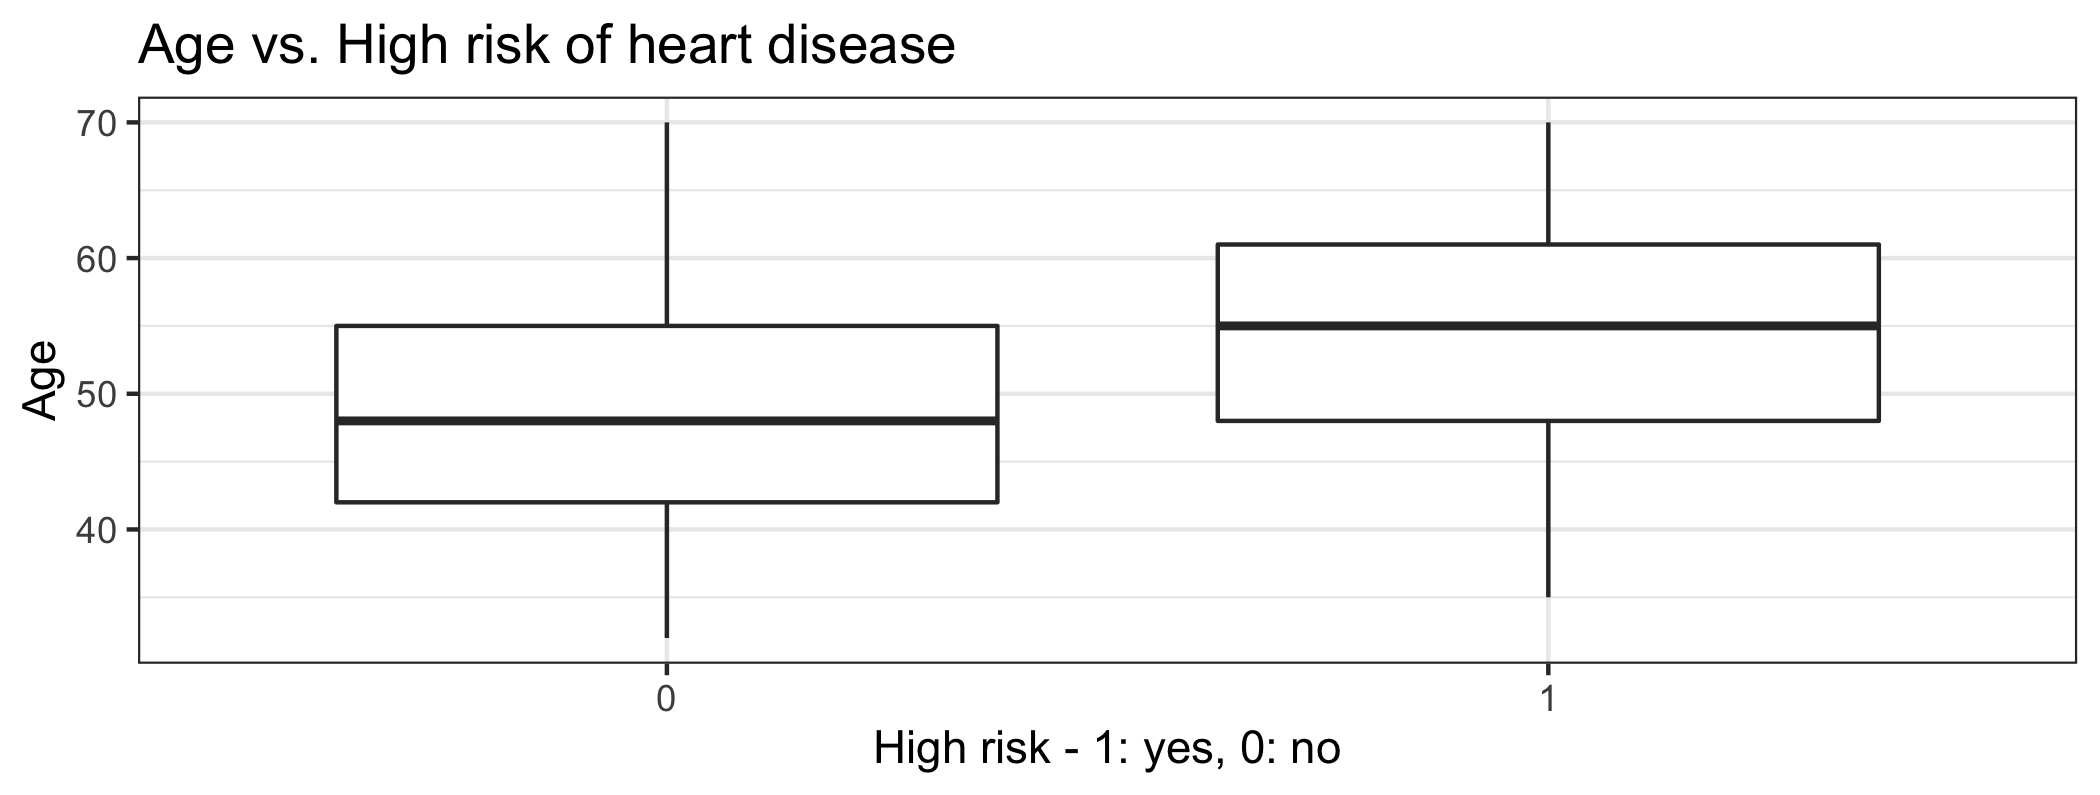 Age vs. High risk of heart disease
70
60
50
40
Age
0 1
High risk - 1: yes, 0: no